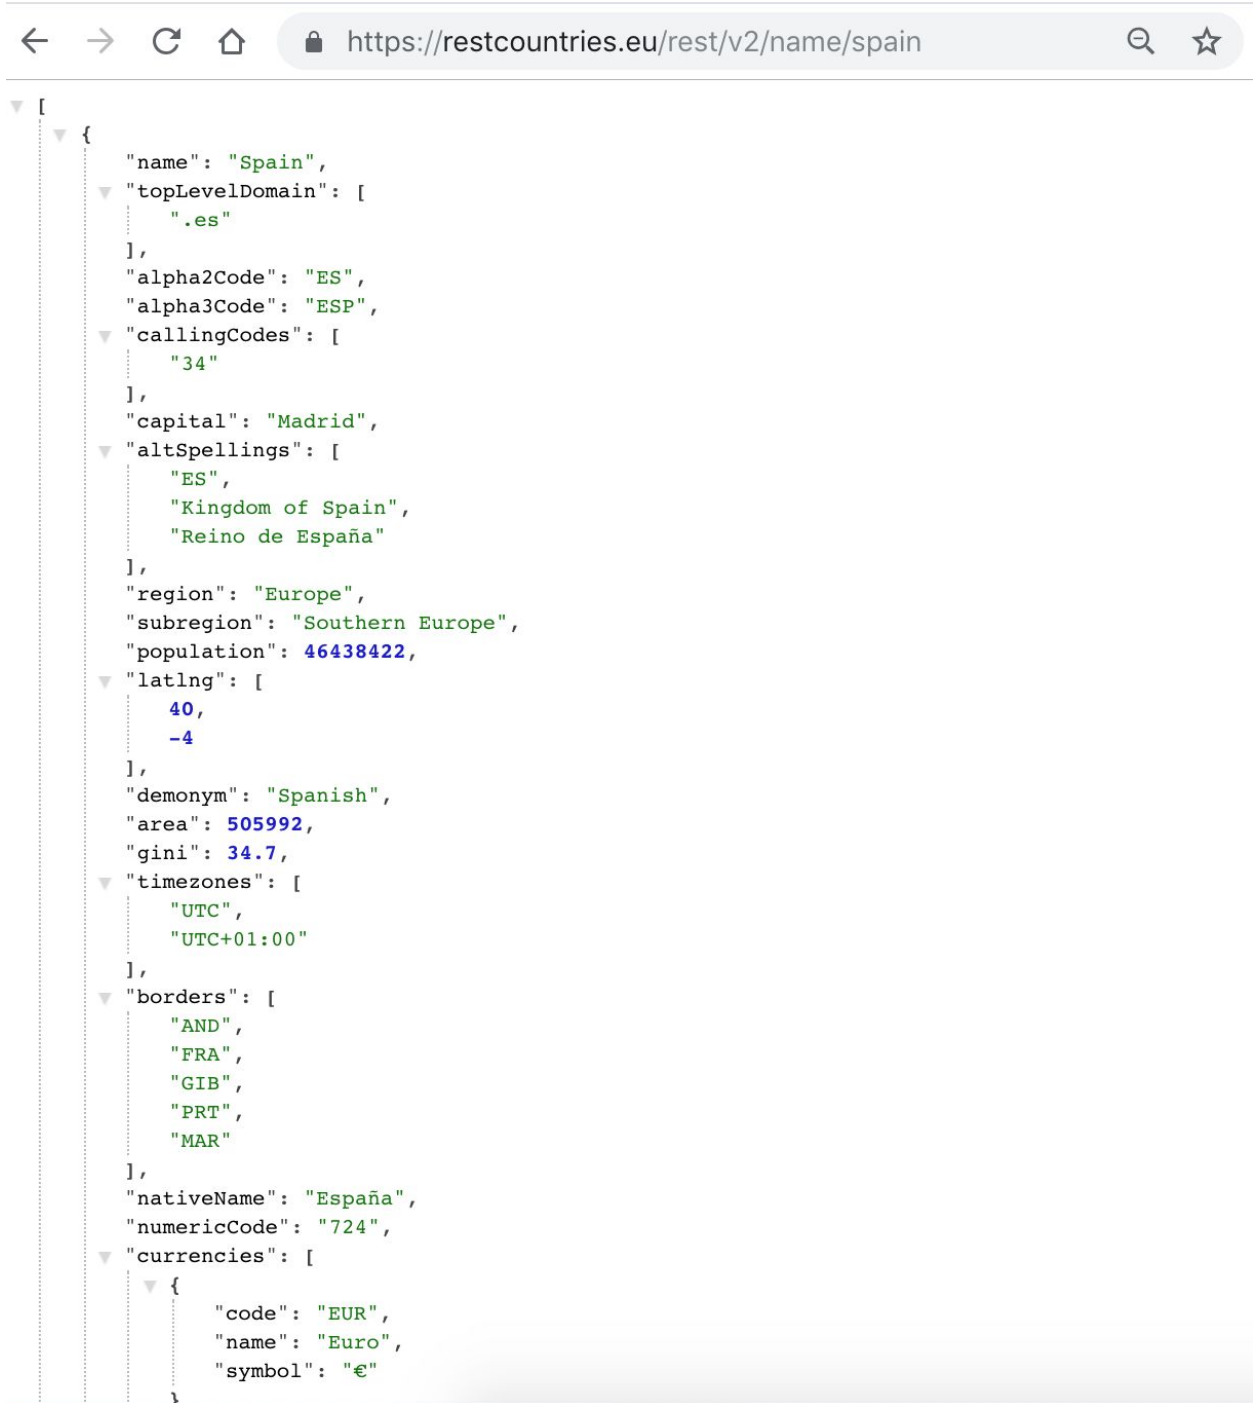 https://restcountries.eu/rest/v2/name/spain
[
{
"name": "Spain",
"topLevelDomain": [
".es"
],
"alpha2Code": "ES",
"alpha3Code": "ESP",
"callingCodes": [
"34"
],
"capital": "Madrid",
"altSpellings": [
"ES",
"Kingdom of Spain",
"Reino de España"
],
"region": "Europe",
"subregion": "Southern Europe",
"population": 46438422,
"latlng": [
40,
-4
],
"demonym": "Spanish",
"area": 505992,
"gini": 34.7,
"timezones": [
"UTC",
"UTC+01:00"
],
"borders": [
"AND",
"FRA",
"GIB",
"PRT",
"MAR"
],
"nativeName": "España",
"numericCode": "724",
"currencies": [
{
"code": "EUR",
"name": "Euro",
"symbol": "€"
}